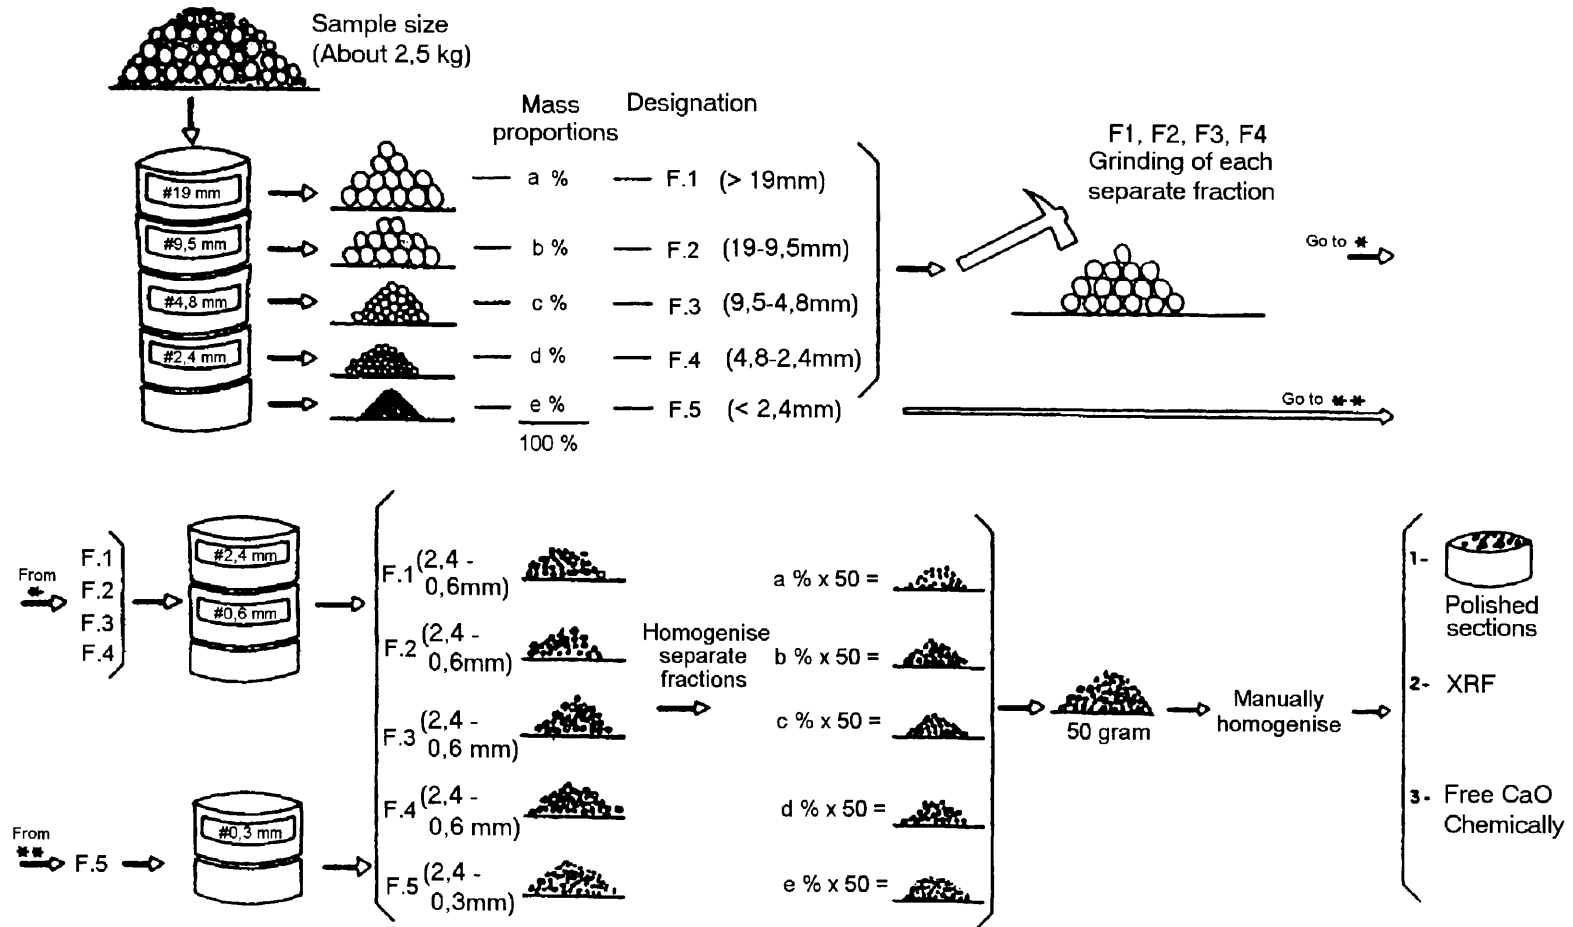 Sample size
(About 2,5 kg)
Mass
proportions
Designation
#19 mm
a %
F.1 (> 19mm)
#9,5 mm
b %
F.2 (19-9,5mm)
#4,8 mm
c %
F.3 (9,5-4,8mm)
#2,4 mm
d %
F.4 (4,8-2,4mm)
e %
F.5 (< 2,4mm)
100 %
F1, F2, F3, F4
Grinding of each
separate fraction
Go to *
Go to **
From
*
F.1
F.2
F.3
F.4
#2,4 mm
#0,6 mm
From
**
F.5
#0,3 mm
F.1 (2,4 -
0,6mm)
F.2 (2,4 -
0,6mm)
F.3 (2,4 -
0,6 mm)
F.4 (2,4 -
0,6 mm)
F.5 (2,4 -
0,3mm)
Homogenise
separate
fractions
a % x 50 =
b % x 50 =
c % x 50 =
d % x 50 =
e % x 50 =
50 gram
Manually
homogenise
1-
Polished
sections
2- XRF
3- Free CaO
Chemically